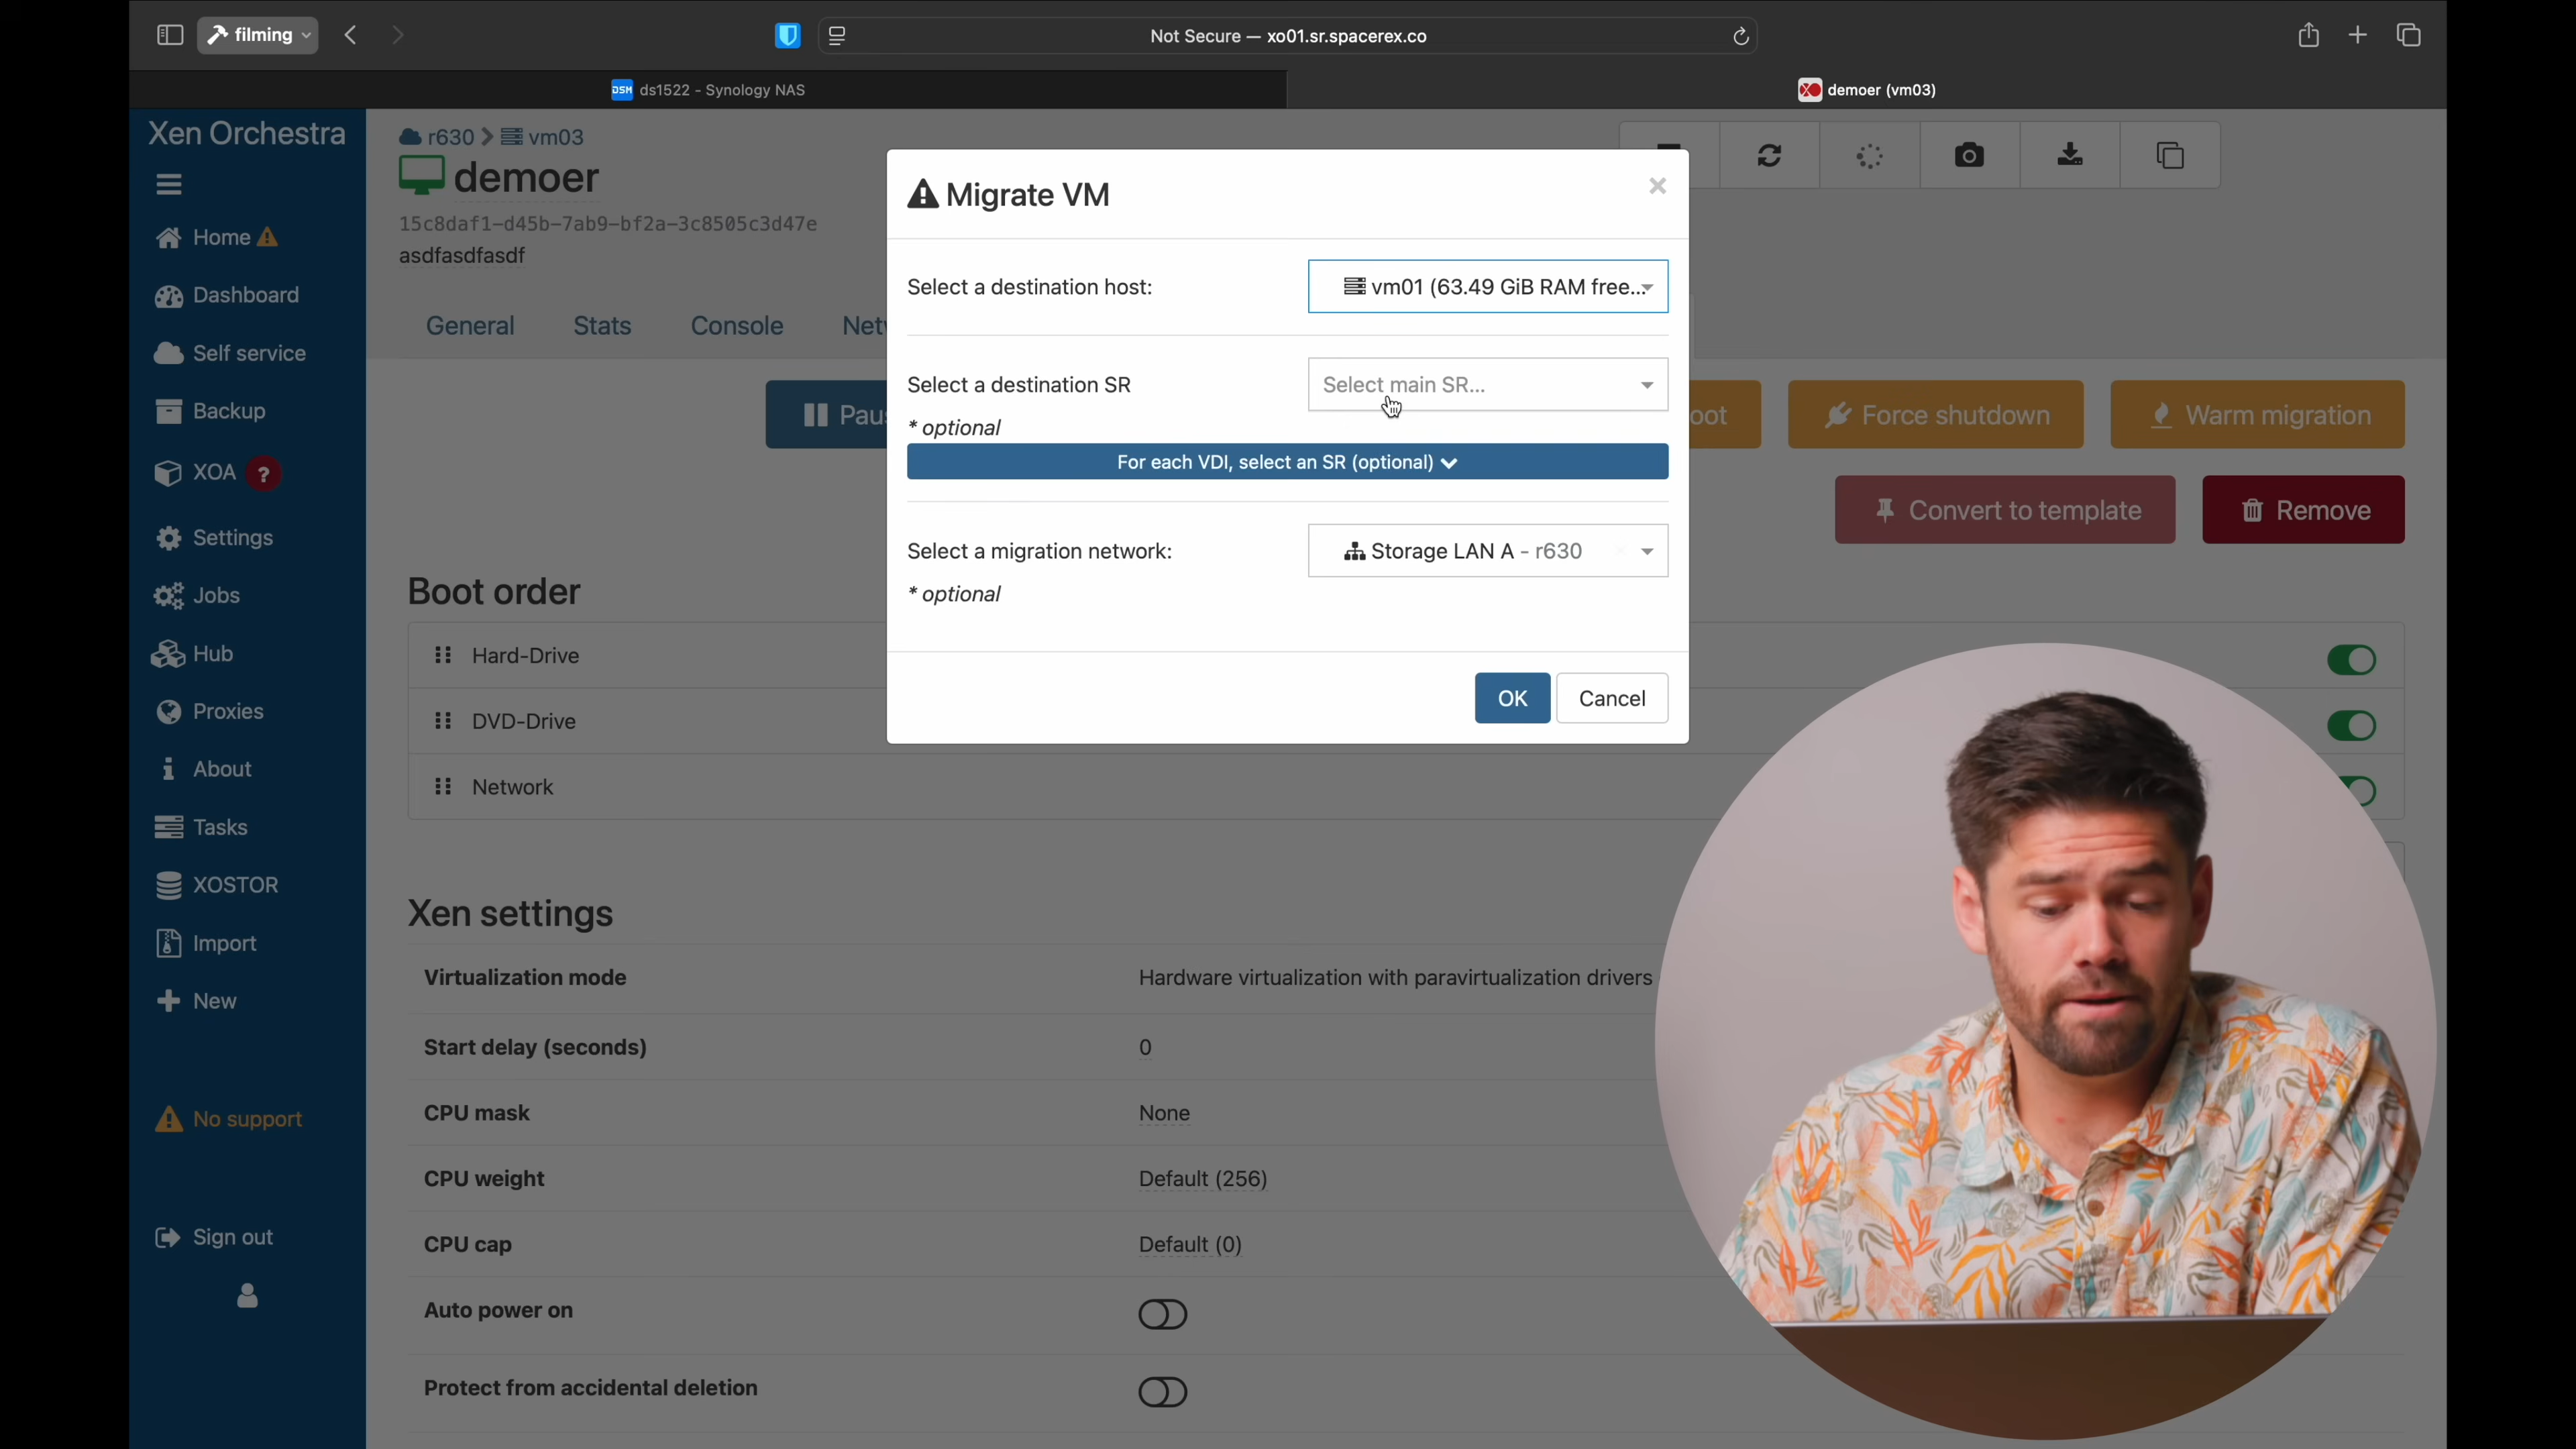 filming
Not Secure — xo01.sr.spacerex.co
DSM ds1522 - Synology NAS
demoer (vm03)
Xen Orchestra
Home
Dashboard
Self service
Backup
XOA ?
Settings
Jobs
Hub
Proxies
About
Tasks
XOSTOR
Import
New
No support
Sign out
r630 vm03
demoer
15c8daf1-d45b-7ab9-bf2a-3c8505c3d47e
asdfasdfasdf
General Stats Console
Force shutdown Warm migration
Convert to template Remove
Migrate VM
Select a destination host: vm01 (63.49 GiB RAM free...
Select a destination SR Select main SR...
* optional
For each VDI, select an SR (optional)
Select a migration network: Storage LAN A - r630
* optional
OK Cancel
Boot order
Hard-Drive
DVD-Drive
Network
Xen settings
Virtualization mode Hardware virtualization with paravirtualization drivers
Start delay (seconds) 0
CPU mask None
CPU weight Default (256)
CPU cap Default (0)
Auto power on
Protect from accidental deletion